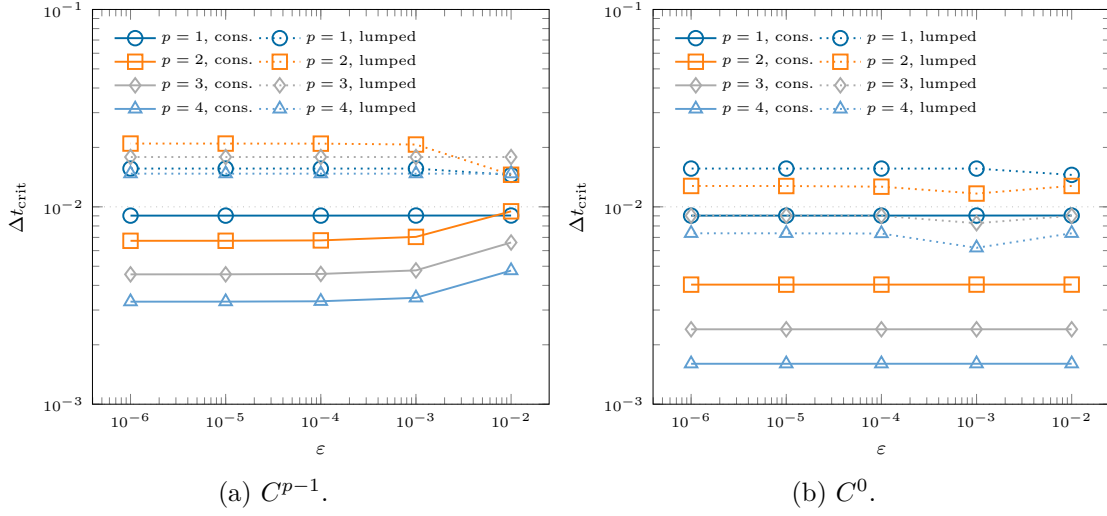 10⁻¹
10⁻²
10⁻³
Δt_crit
p = 1, cons. p = 1, lumped
p = 2, cons. p = 2, lumped
p = 3, cons. p = 3, lumped
p = 4, cons. p = 4, lumped
10⁻⁶ 10⁻⁵ 10⁻⁴ 10⁻³ 10⁻²
ε
(a) Cᵖ⁻¹.
10⁻¹
10⁻²
10⁻³
Δt_crit
p = 1, cons. p = 1, lumped
p = 2, cons. p = 2, lumped
p = 3, cons. p = 3, lumped
p = 4, cons. p = 4, lumped
10⁻⁶ 10⁻⁵ 10⁻⁴ 10⁻³ 10⁻²
ε
(b) C⁰.